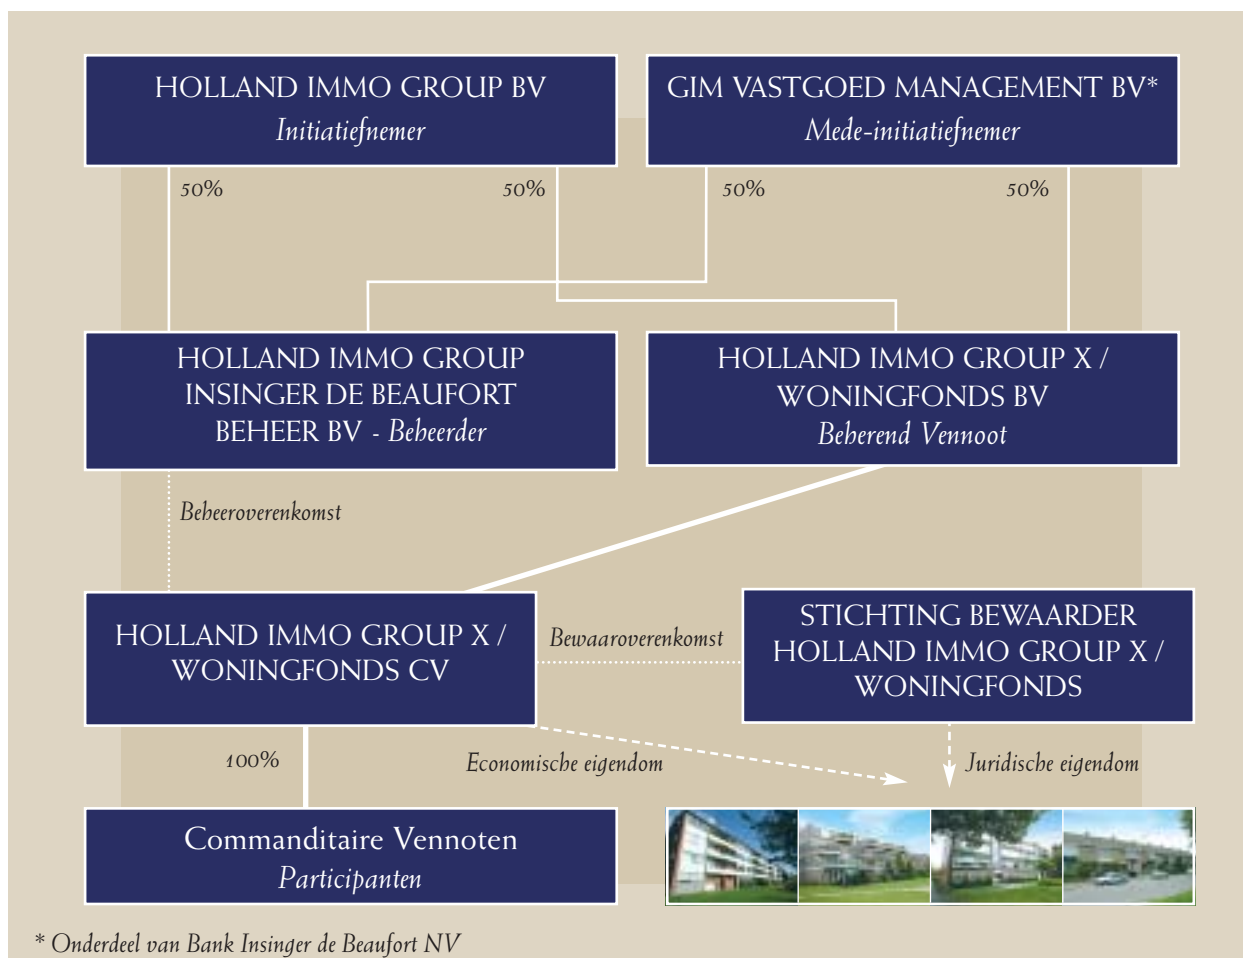 HOLLAND IMMO GROUP BV
Initiatiefnemer
GIM VASTGOED MANAGEMENT BV*
Mede-initiatiefnemer
50%
50%
50%
50%
HOLLAND IMMO GROUP
INSINGER DE BEAUFORT
BEHEER BV - Beheerder
HOLLAND IMMO GROUP X /
WONINGFONDS BV
Beherend Vennoot
Beheeroverenkomst
HOLLAND IMMO GROUP X /
WONINGFONDS CV
Bewaaroverenkomst
STICHTING BEWAARDER
HOLLAND IMMO GROUP X /
WONINGFONDS
100%
Economische eigendom
Juridische eigendom
Commanditaire Vennoten
Participanten
* Onderdeel van Bank Insinger de Beaufort NV